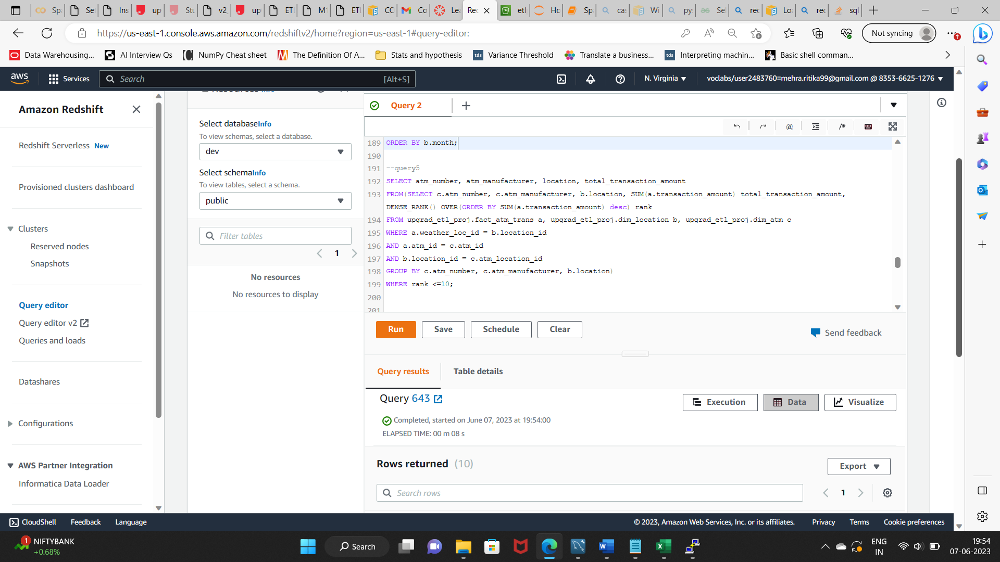 Sp
Se
Ins
up
Stu
v2_
up
ETL
M
ETL
CC
Co
Lea
Rec
etl
Ho
Sp
ca
Wi
py
Se
rec
Lo
rec
sql
https://us-east-1.console.aws.amazon.com/redshiftv2/home?region=us-east-1#query-editor:
Not syncing
Data Warehousing...
AI Interview Qs
NumPy Cheat sheet
The Definition Of A...
Stats and hypothesis
tds Variance Threshold
Translate a business...
tds Interpreting machin...
Basic shell comman...
aws
Services
Search
[Alt+S]
N. Virginia
voclabs/user2483760=mehra.ritika99@gmail.com @ 8353-6625-1276
Amazon Redshift
Redshift Serverless New
Provisioned clusters dashboard
Clusters
Reserved nodes
Snapshots
Query editor
Query editor v2
Queries and loads
Datashares
Configurations
AWS Partner Integration
Informatica Data Loader
Select database Info
To view schemas, select a database.
dev
Select schema Info
To view tables, select a schema.
public
Filter tables
1
No resources
No resources to display
Query 2
189 ORDER BY b.month;
190
191 --query5
192 SELECT atm_number, atm_manufacturer, location, total_transaction_amount
193 FROM(SELECT c.atm_number, c.atm_manufacturer, b.location, SUM(a.transaction_amount) total_transaction_amount,
DENSE_RANK() OVER(ORDER BY SUM(a.transaction_amount) desc) rank
194 FROM upgrad_etl_proj.fact_atm_trans a, upgrad_etl_proj.dim_location b, upgrad_etl_proj.dim_atm c
195 WHERE a.weather_loc_id = b.location_id
196 AND a.atm_id = c.atm_id
197 AND b.location_id = c.atm_location_id
198 GROUP BY c.atm_number, c.atm_manufacturer, b.location)
199 WHERE rank <=10;
200
201
Run
Save
Schedule
Clear
Send feedback
Query results
Table details
Query 643
Execution
Data
Visualize
Completed, started on June 07, 2023 at 19:54:00
ELAPSED TIME: 00 m 08 s
Rows returned (10)
Export
Search rows
1
CloudShell
Feedback
Language
© 2023, Amazon Web Services, Inc. or its affiliates.
Privacy
Terms
Cookie preferences
1
NIFTYBANK
+0.68%
Search
ENG
IN
19:54
07-06-2023